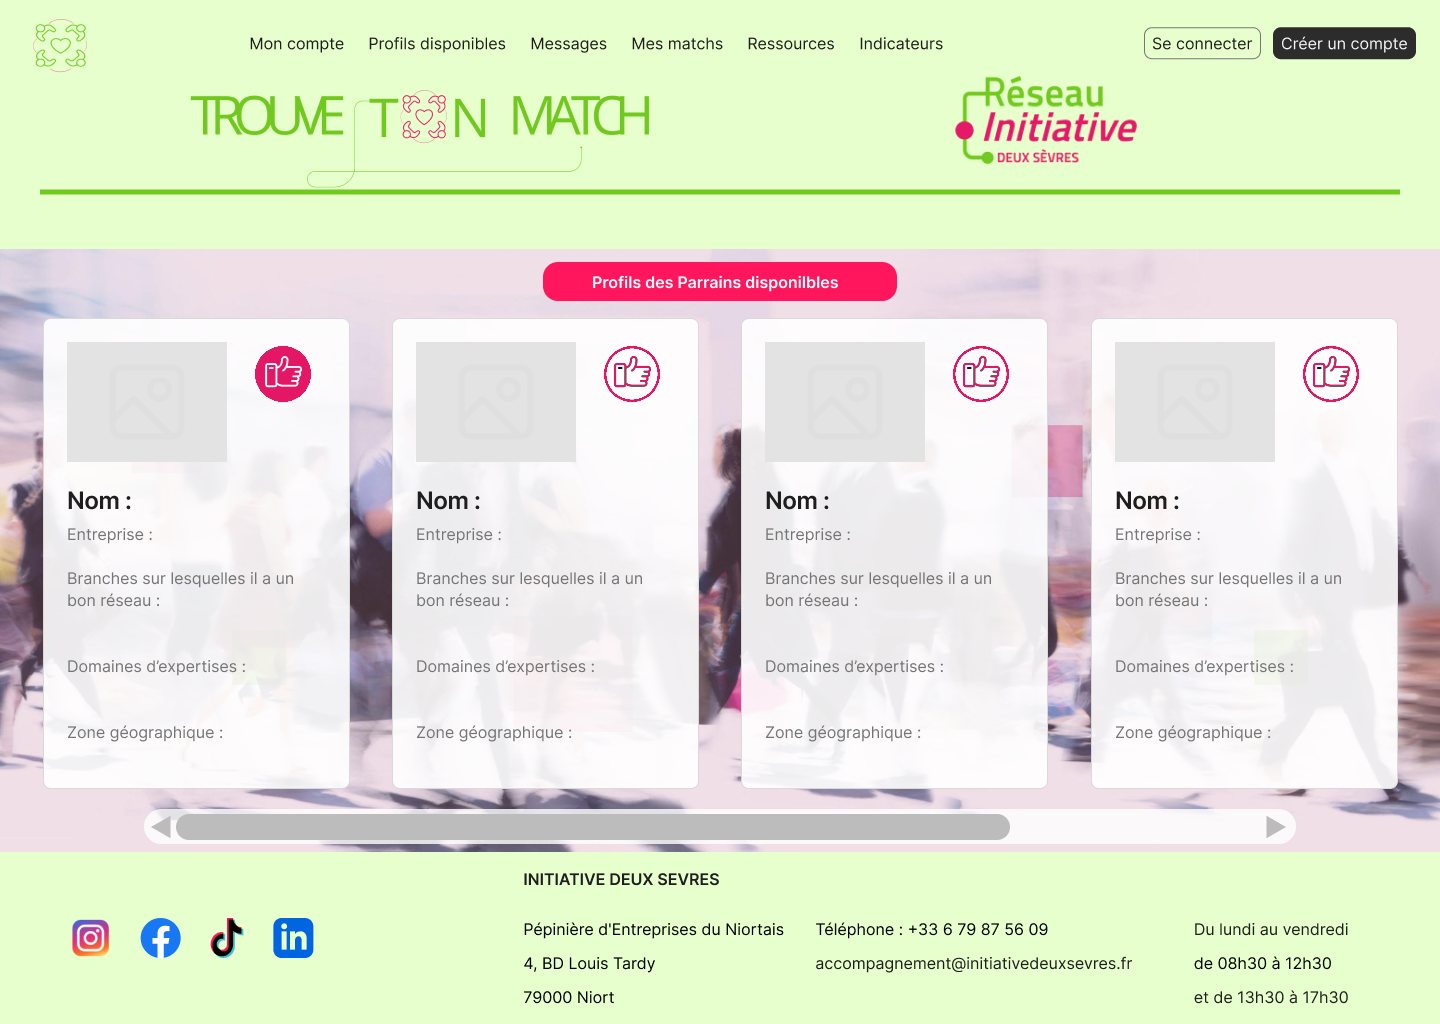 Mon compte Profils disponibles Messages Mes matchs Ressources Indicateurs Se connecter Créer un compte
TROUVE TON MATCH
Réseau
Initiative
DEUX SÈVRES
Profils des Parrains disponilbles
Nom :
Entreprise :
Branches sur lesquelles il a un
bon réseau :
Domaines d’expertises :
Zone géographique :
Nom :
Entreprise :
Branches sur lesquelles il a un
bon réseau :
Domaines d’expertises :
Zone géographique :
Nom :
Entreprise :
Branches sur lesquelles il a un
bon réseau :
Domaines d’expertises :
Zone géographique :
Nom :
Entreprise :
Branches sur lesquelles il a un
bon réseau :
Domaines d’expertises :
Zone géographique :
INITIATIVE DEUX SEVRES
Pépinière d'Entreprises du Niortais
4, BD Louis Tardy
79000 Niort
Téléphone : +33 6 79 87 56 09
accompagnement@initiativedeuxsevres.fr
Du lundi au vendredi
de 08h30 à 12h30
et de 13h30 à 17h30